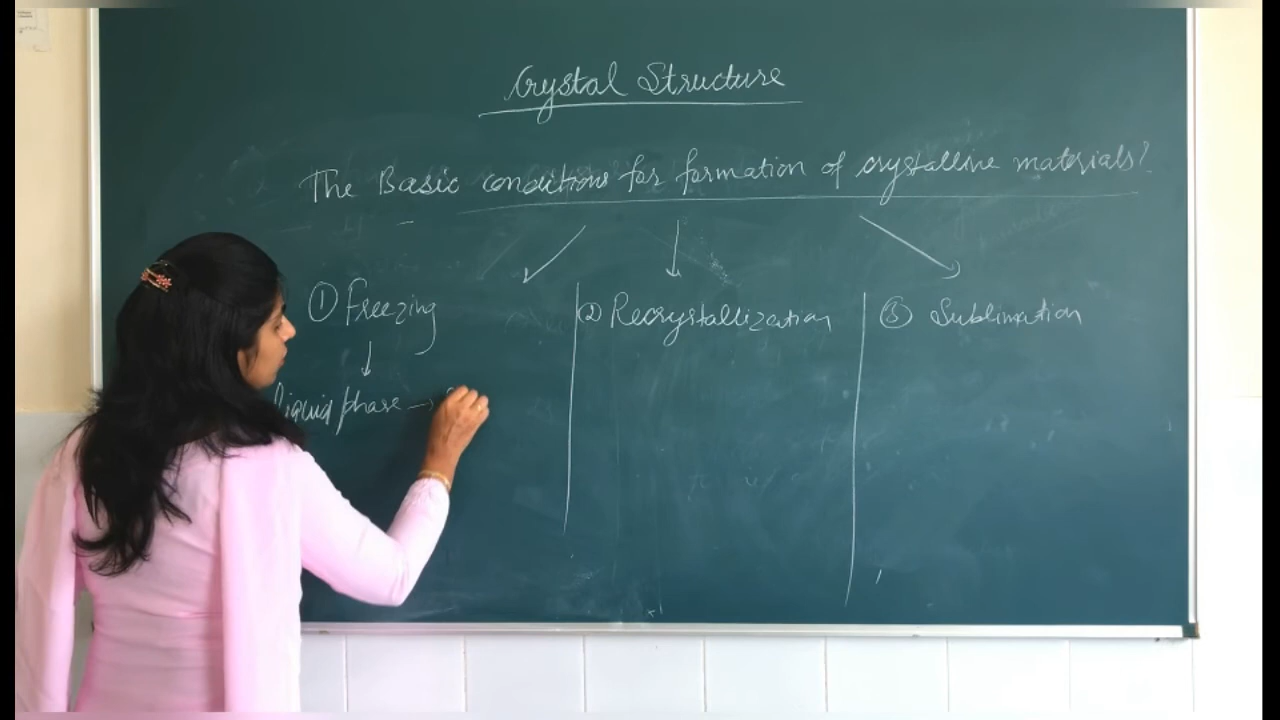 Crystal Structure
The Basic conditions for formation of crystalline materials?
① Freezing
② Recrystallization
③ Sublimation
liquid phase →